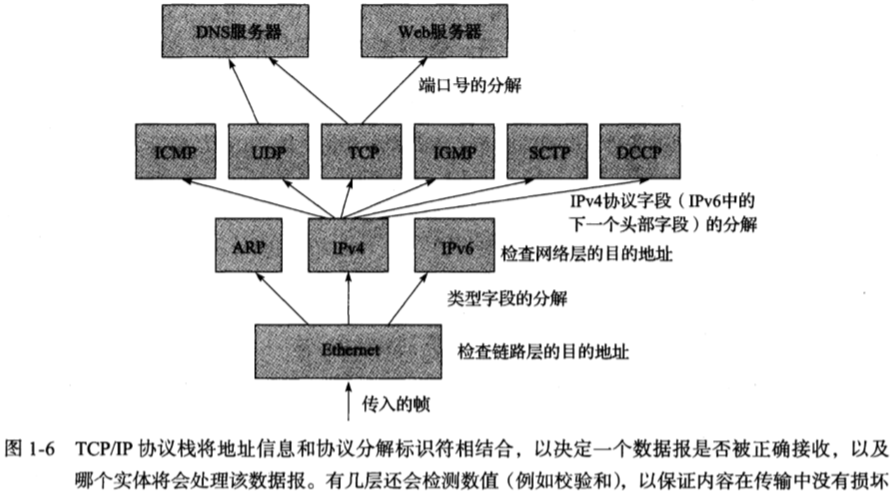 DNS服务器 Web服务器
端口号的分解
ICMP UDP TCP IGMP SCTP DCCP
IPv4协议字段（IPv6中的
下一个头部字段）的分解
ARP IPv4 IPv6 检查网络层的目的地址
类型字段的分解
Ethernet 检查链路层的目的地址
传入的帧
图 1-6 TCP/IP 协议栈将地址信息和协议分解标识符相结合，以决定一个数据报是否被正确接收，以及
哪个实体将会处理该数据报。有几层还会检测数值（例如校验和），以保证内容在传输中没有损坏